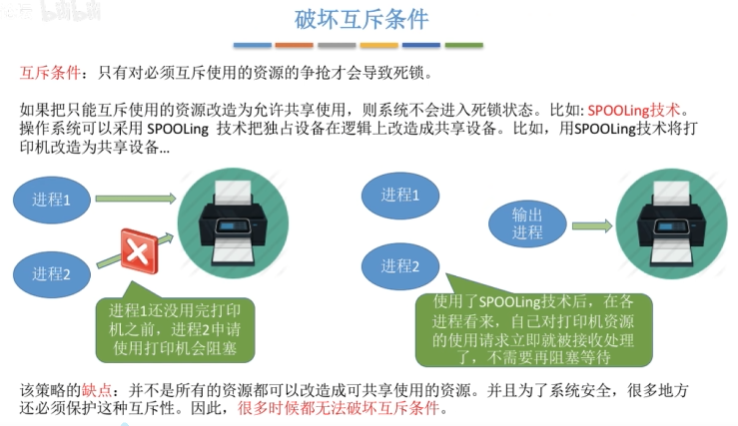 破坏互斥条件
互斥条件：只有对必须互斥使用的资源的争抢才会导致死锁。
如果把只能互斥使用的资源改造为允许共享使用，则系统不会进入死锁状态。比如: SPOOLing技术。
操作系统可以采用 SPOOLing 技术把独占设备在逻辑上改造成共享设备。比如，用SPOOLing技术将打
印机改造为共享设备…
进程1
进程2
进程1还没用完打印
机之前，进程2申请
使用打印机会阻塞
进程1
进程2
输出
进程
使用了SPOOLing技术后，在各
进程看来，自己对打印机资源
的使用请求立即就被接收处理
了，不需要再阻塞等待
该策略的缺点：并不是所有的资源都可以改造成可共享使用的资源。并且为了系统安全，很多地方
还必须保护这种互斥性。因此，很多时候都无法破坏互斥条件。